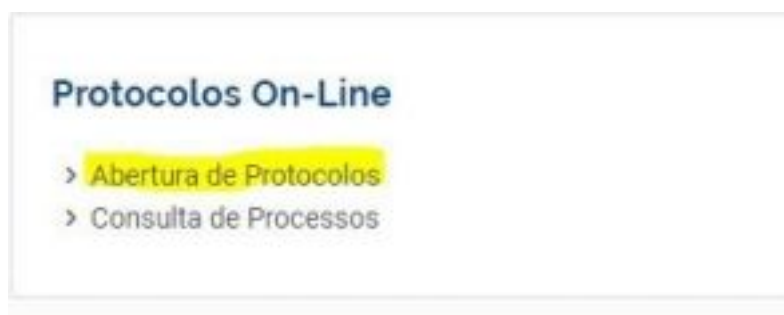 Protocolos On-Line
> Abertura de Protocolos
> Consulta de Processos